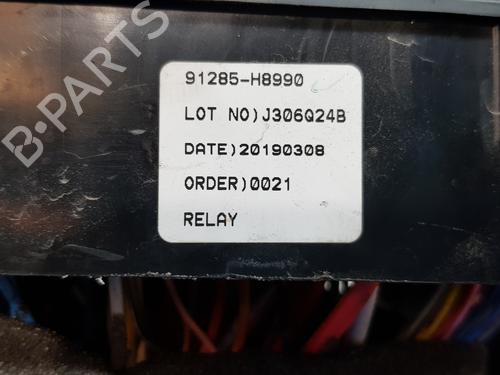 B-Parts
91285-H8990
LOT NO)J306Q24B
DATE)20190308
ORDER)0021
RELAY